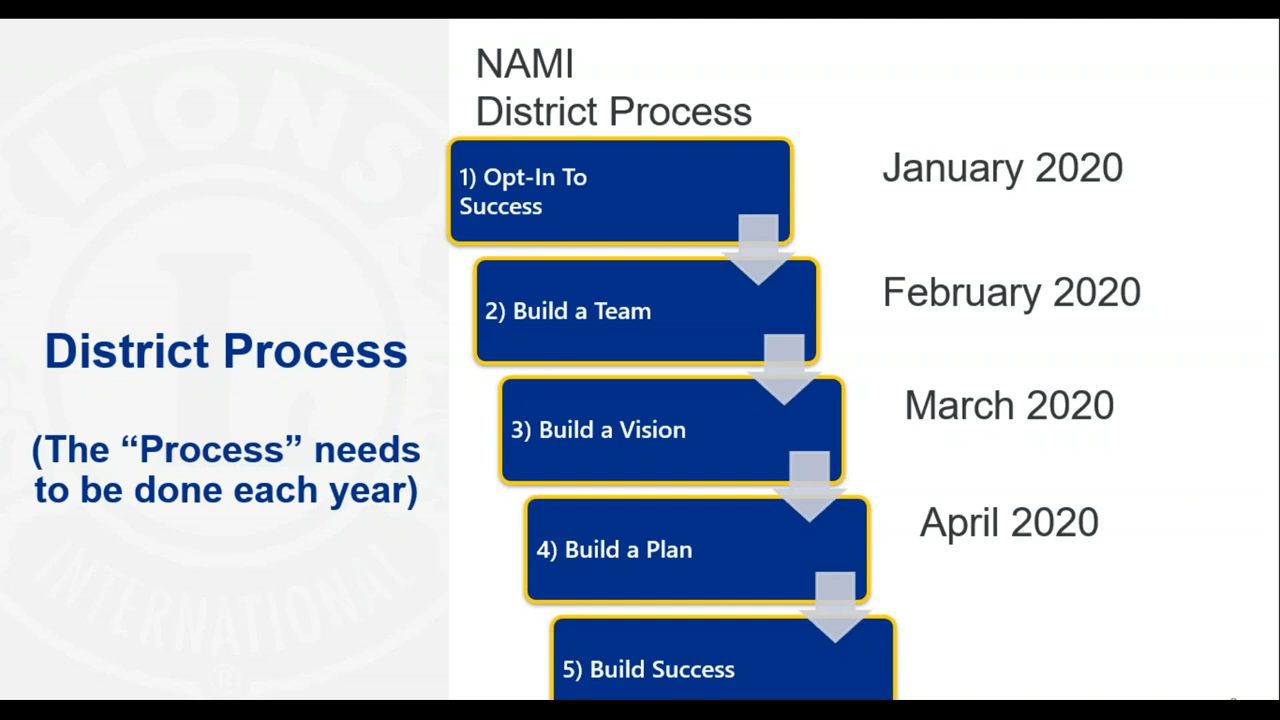 LIONS
L
INTERNATIONAL
®
District Process
(The “Process” needs
to be done each year)
NAMI
District Process
1) Opt-In To
Success
January 2020
2) Build a Team
February 2020
3) Build a Vision
March 2020
4) Build a Plan
April 2020
5) Build Success